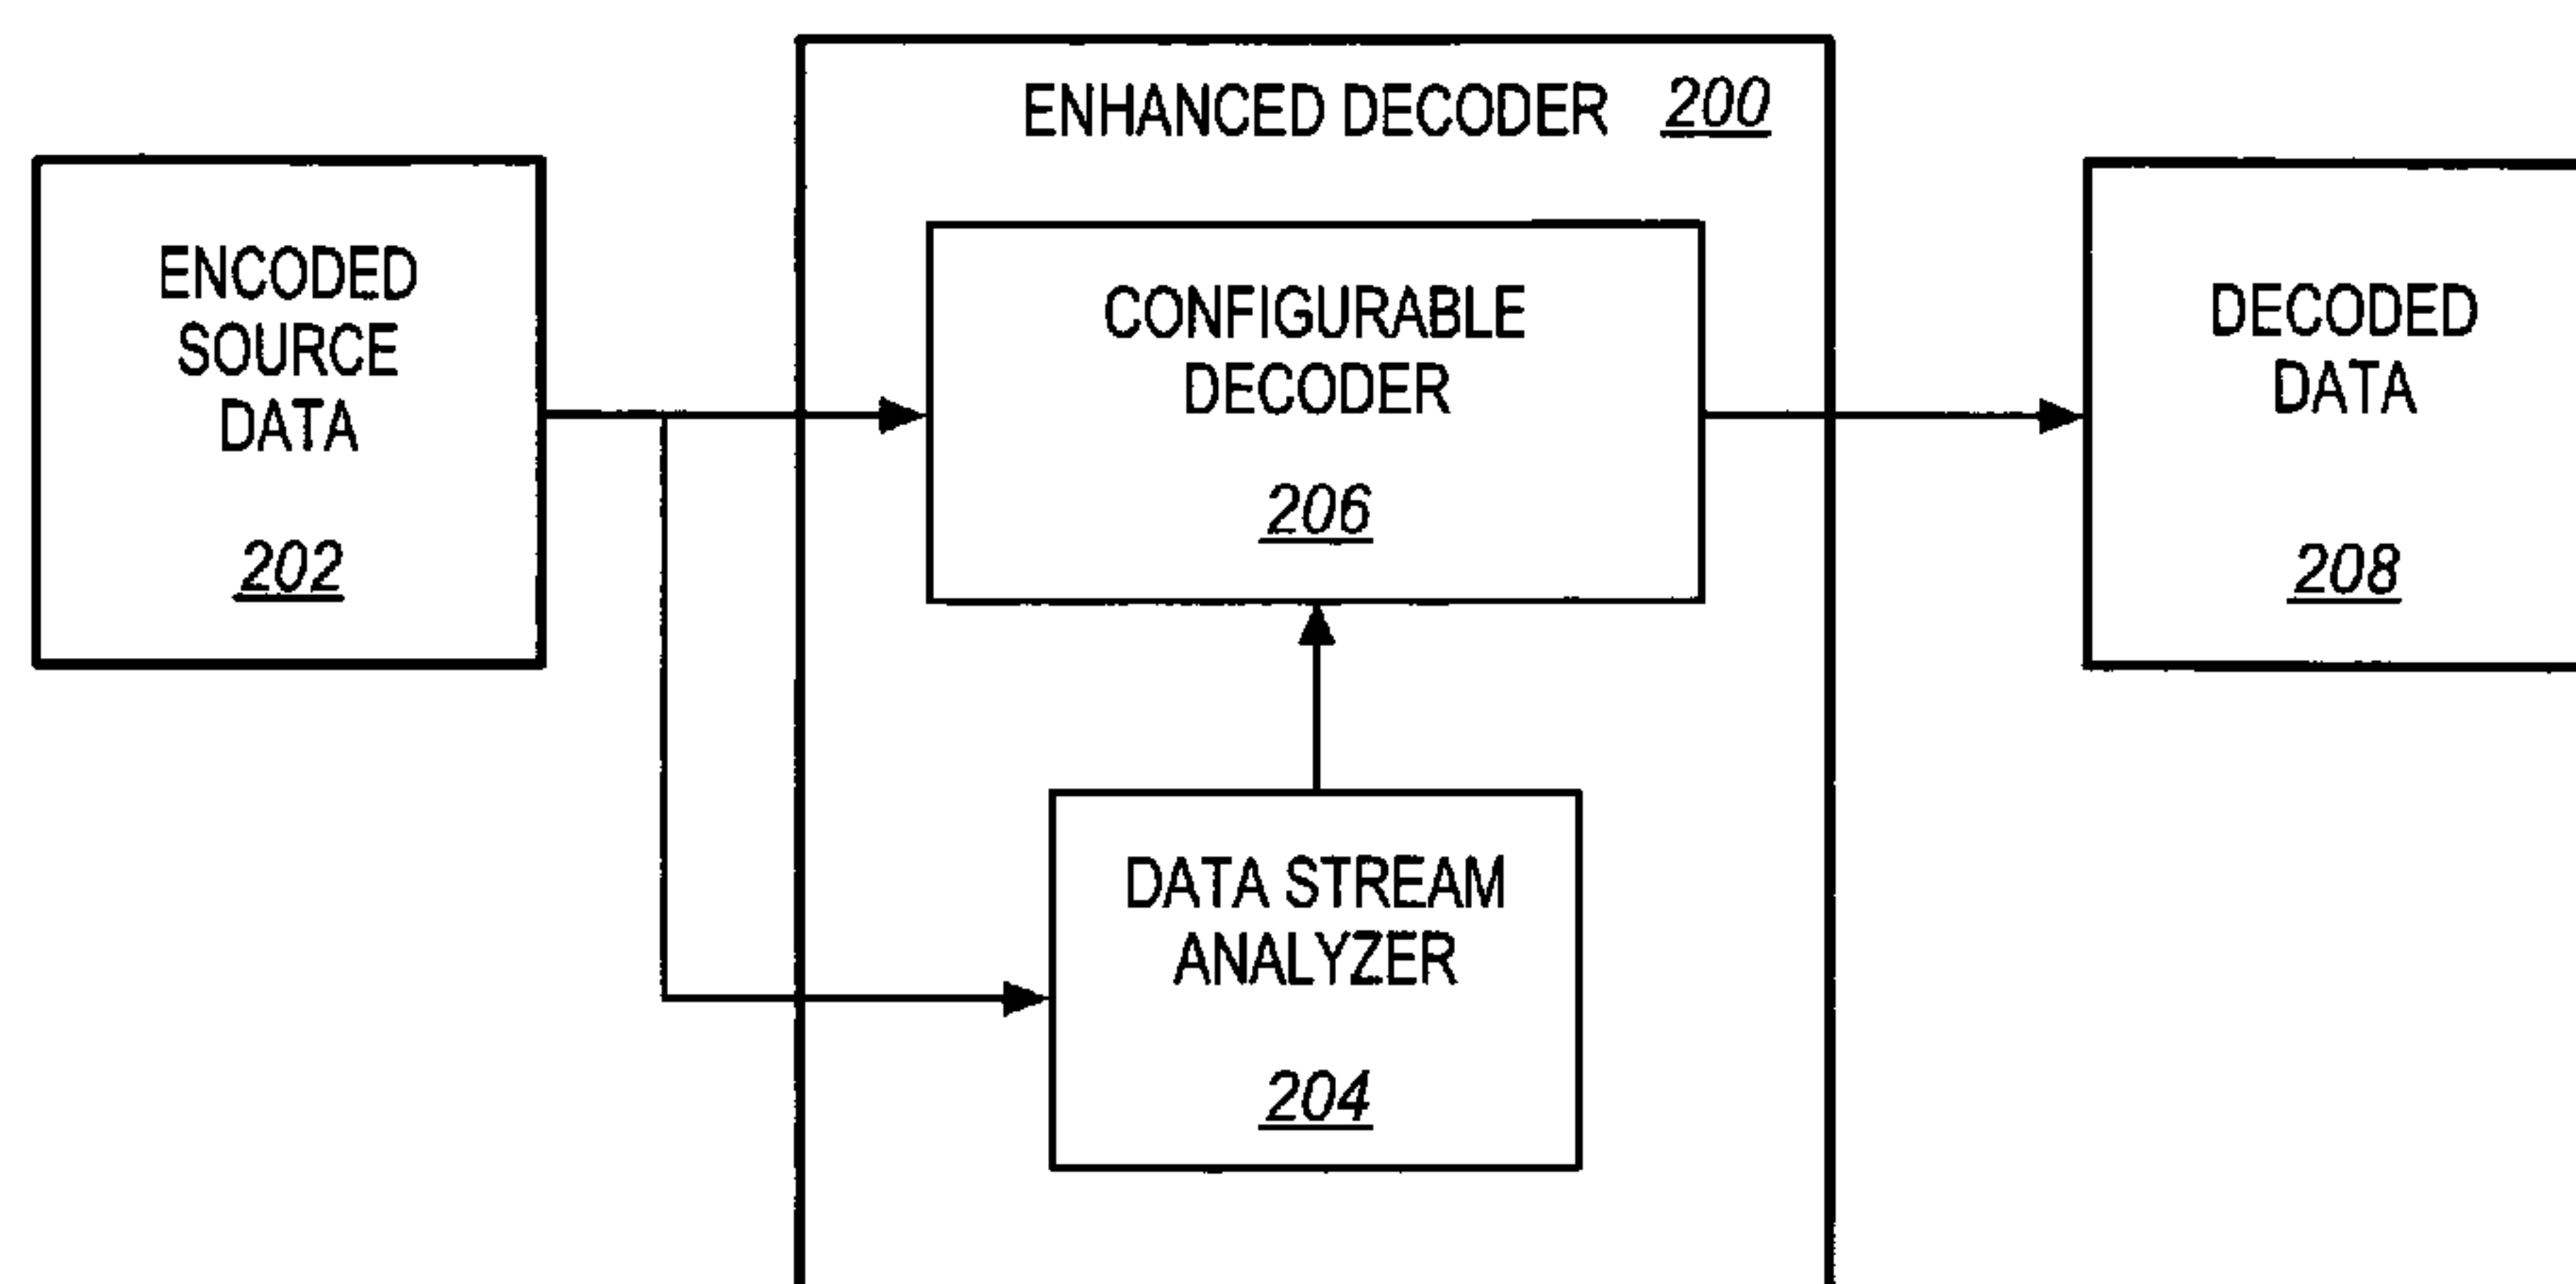 ENHANCED DECODER 200
ENCODED
SOURCE
DATA
202
CONFIGURABLE
DECODER
206
DECODED
DATA
208
DATA STREAM
ANALYZER
204